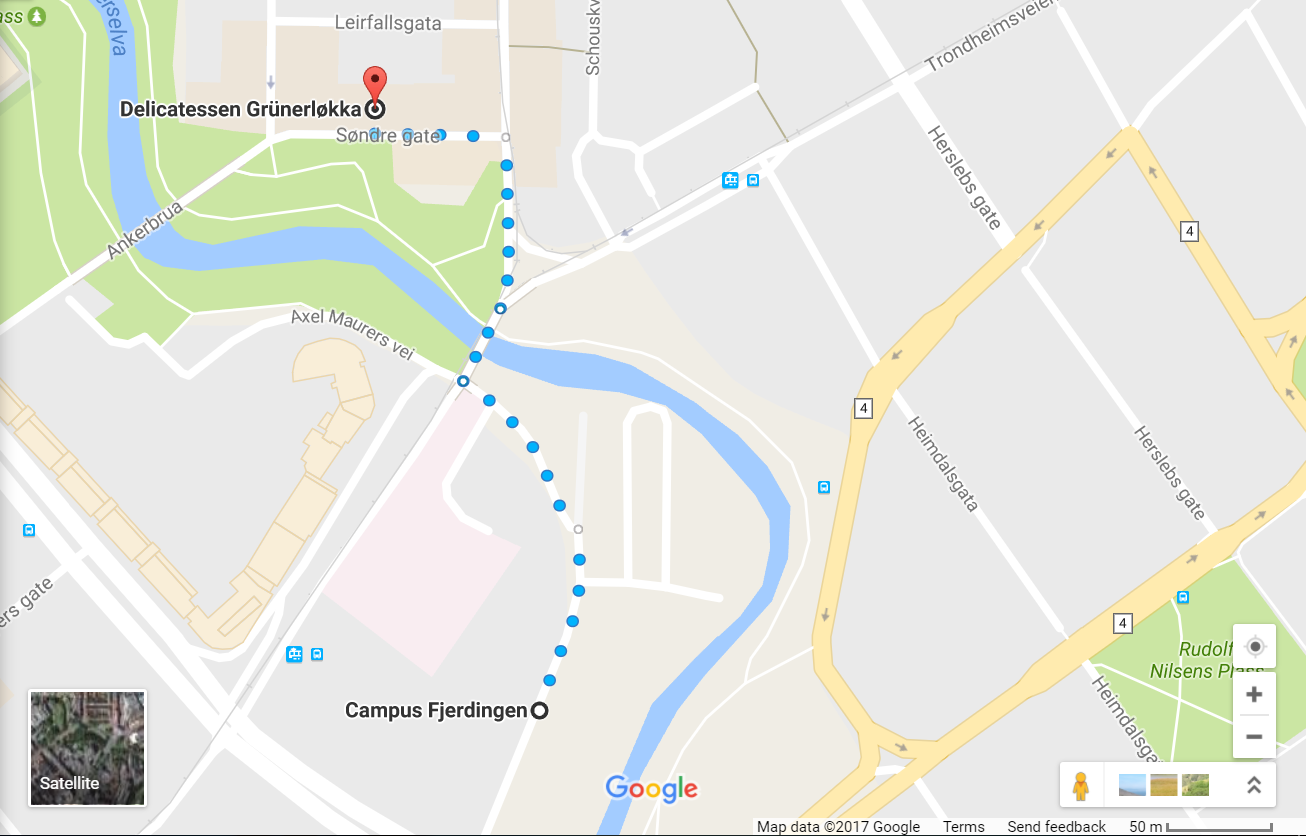 ass
erselva
Leirfallsgata
Schouskv
Trondheimsveien
Delicatessen Grünerløkka
Søndre gate
Herslebs gate
Ankerbrua
4
Axel Maurers vei
4
Heimdalsgata
Herslebs gate
ers gate
4
Rudolf
Nilsens Plass
Heimdalsga
Campus Fjerdingen
Satellite
Google
Map data ©2017 Google Terms Send feedback 50 m